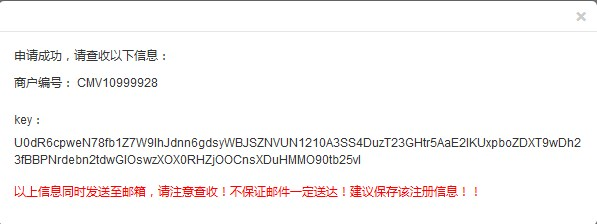 申请成功，请查收以下信息：
商户编号： CMV10999928
key：
U0dR6cpweN78fb1Z7W9IhJdnn6gdsyWBJSZNVUN1210A3SS4DuzT23GHtr5AaE2lKUxpboZDXT9wDh2
3fBBPNrdebn2tdwGIOswzXOX0RHZjOOCnsXDuHMMO90tb25vl
以上信息同时发送至邮箱，请注意查收！不保证邮件一定送达！建议保存该注册信息！！